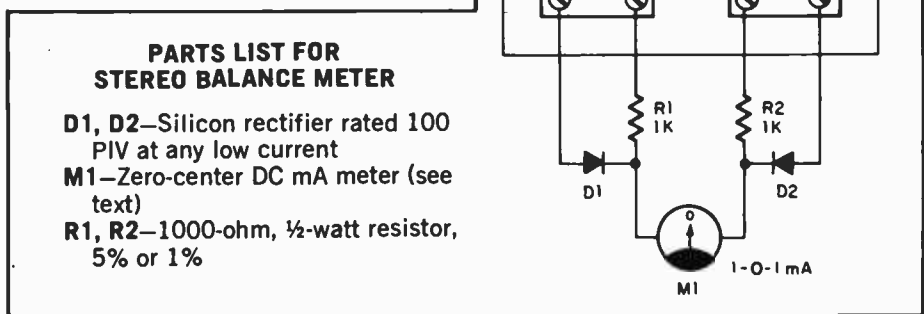 PARTS LIST FOR
STEREO BALANCE METER
D1, D2—Silicon rectifier rated 100
PIV at any low current
M1—Zero-center DC mA meter (see
text)
R1, R2—1000-ohm, ½-watt resistor,
5% or 1%
R1
1K
R2
1K
D1
D2
0
1-0-1 mA
M1